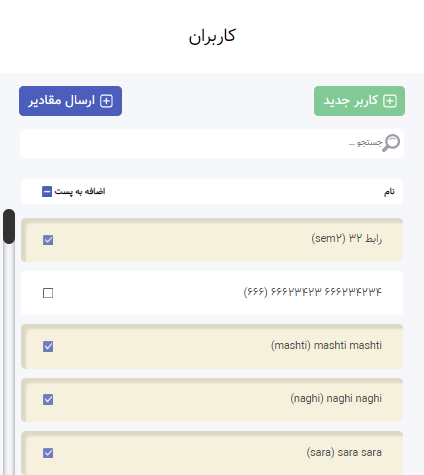 کاربران
کاربر جدید
ارسال مقادیر
جستجو ...
نام
اضافه به پست
رابط ۳۲ (sem۲)
۶۶۶۲۳۴۲۳۴ ۶۶۶۲۳۴۲۳ (۶۶۶)
mashti mashti (mashti)
naghi naghi (naghi)
sara sara (sara)